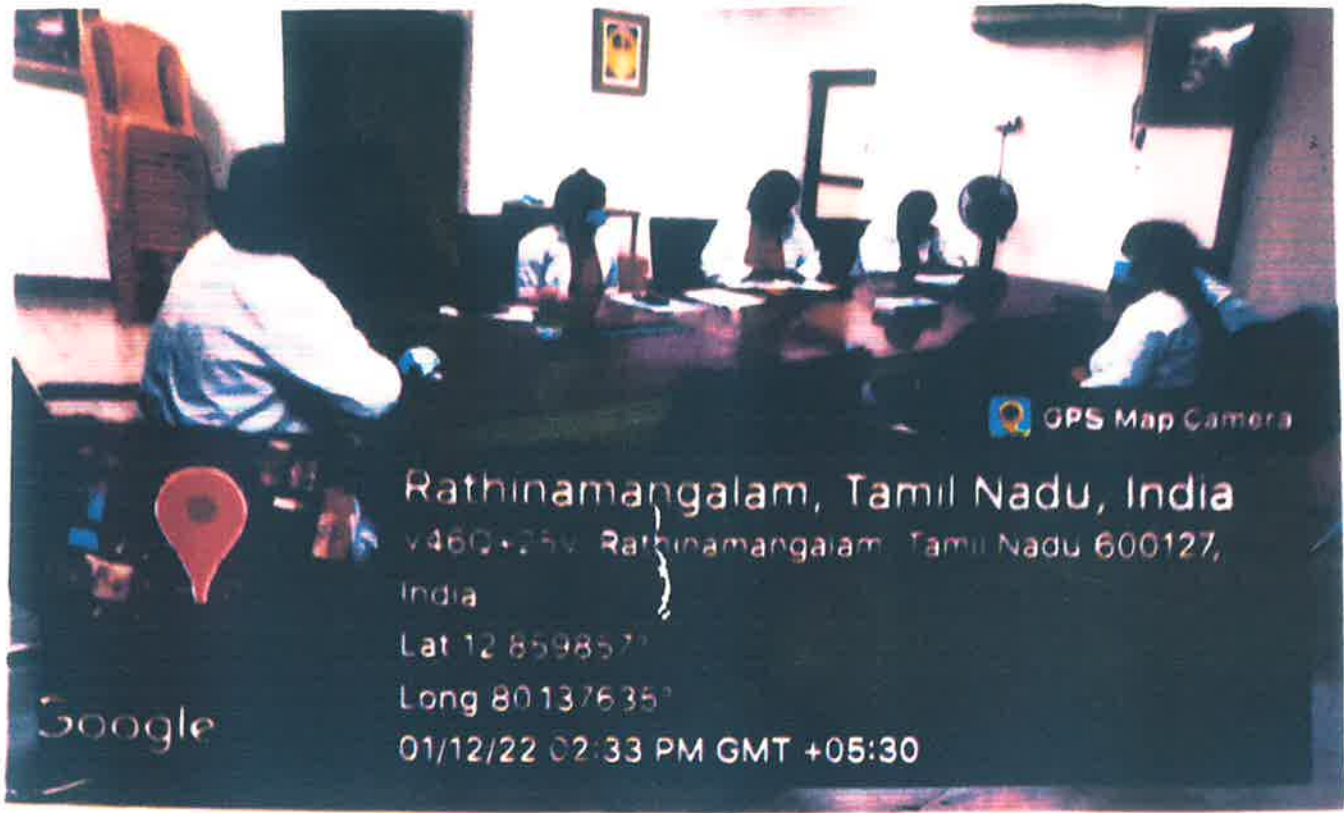 GPS Map Camera
Rathinamangalam, Tamil Nadu, India
Rathinamangalam, Tamil Nadu 600127,
India
Lat 12.859857°
Long 80.137635°
Google
01/12/22 02:33 PM GMT +05:30